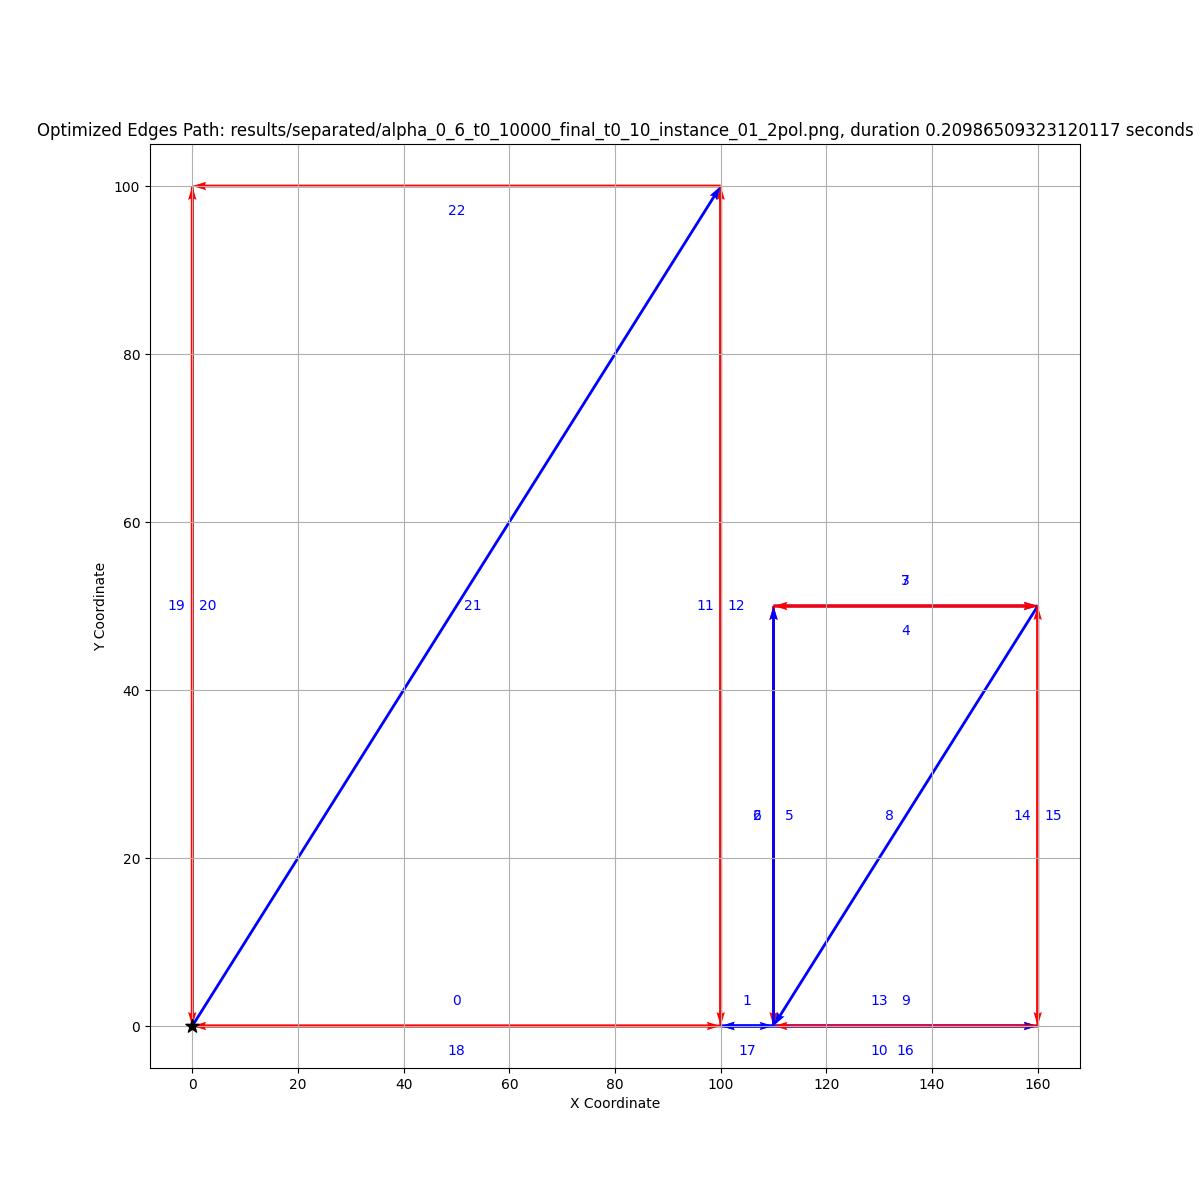 Optimized Edges Path: results/separated/alpha_0_6_t0_10000_final_t0_10_instance_01_2pol.png, duration 0.20986509323120117 seconds
100
22
80
60
3
19 20 21 11 12
4
Y Coordinate
40
5 8 14 15
20
0 1 13 9
0
18 17 10 16
0 20 40 60 80 100 120 140 160
X Coordinate